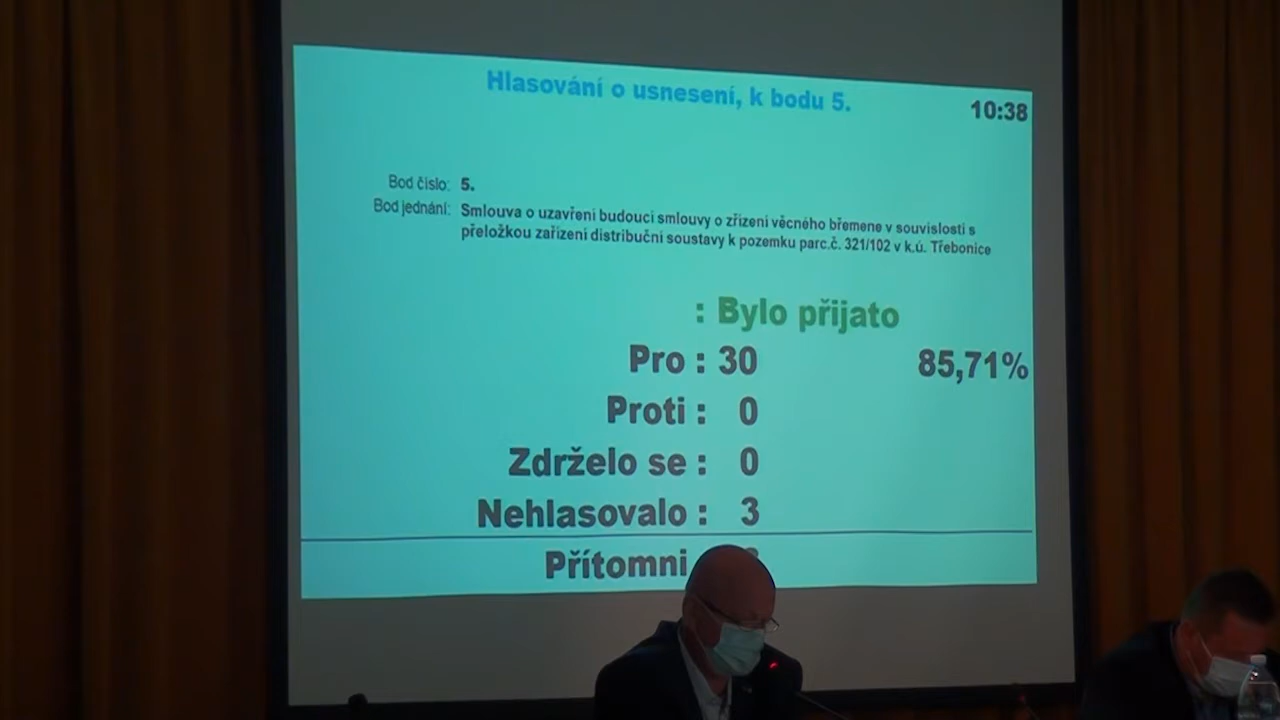 Hlasování o usnesení, k bodu 5.
10:38
Bod číslo: 5.
Bod jednání: Smlouva o uzavření budoucí smlouvy o zřízení věcného břemene v souvislosti s
přeložkou zařízení distribuční soustavy k pozemku parc.č. 321/102 v k.ú. Třebonice
: Bylo přijato
Pro : 30 85,71%
Proti : 0
Zdrželo se : 0
Nehlasovalo : 3
Přítomni